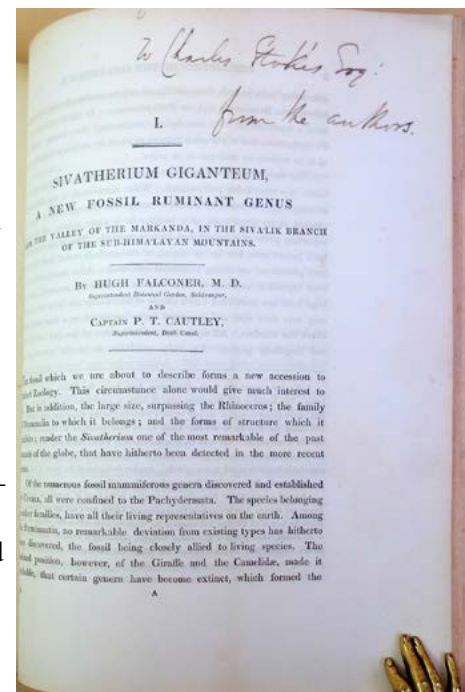 To Charles Stokes Esq:
from the authors.
I.
SIVATHERIUM GIGANTEUM,
A NEW FOSSIL RUMINANT GENUS
THE VALLEY OF THE MARKANDA, IN THE SIVALIK BRANCH
OF THE SUB-HIMALAYAN MOUNTAINS.
By HUGH FALCONER, M. D.
Superintendent Botanical Garden, Seharanpur,
AND
CAPTAIN P. T. CAUTLEY,
Superintendent, Doáb Canal.
fossil which we are about to describe forms a new accession to
Zoology. This circumstance alone would give much interest to
But in addition, the large size, surpassing the Rhinoceros; the family
to which it belongs; and the forms of structure which it
render the Sivatherium one of the most remarkable of the past
of the globe, that have hitherto been detected in the more recent
Of the numerous fossil mammiferous genera discovered and established
all were confined to the Pachydermata. The species belonging
families, have all their living representatives on the earth. Among
no remarkable deviation from existing types has hitherto
discovered, the fossil being closely allied to living species. The
position, however, of the Giraffe and the Camelidæ, made it
that certain genera have become extinct, which formed the
A